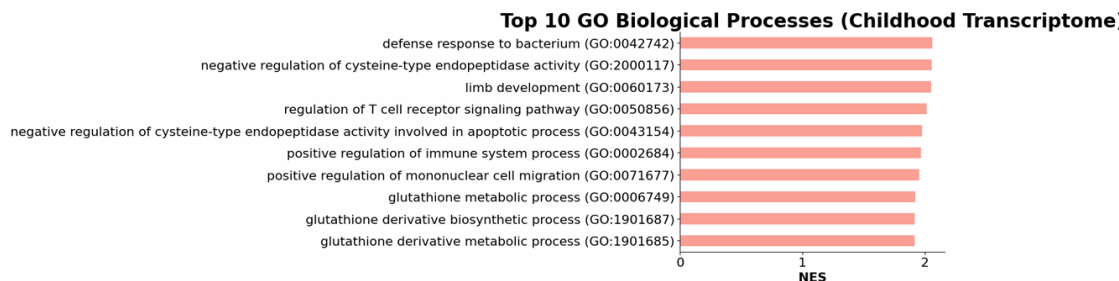 Top 10 GO Biological Processes (Childhood Transcriptome)
defense response to bacterium (GO:0042742)
negative regulation of cysteine-type endopeptidase activity (GO:2000117)
limb development (GO:0060173)
regulation of T cell receptor signaling pathway (GO:0050856)
negative regulation of cysteine-type endopeptidase activity involved in apoptotic process (GO:0043154)
positive regulation of immune system process (GO:0002684)
positive regulation of mononuclear cell migration (GO:0071677)
glutathione metabolic process (GO:0006749)
glutathione derivative biosynthetic process (GO:1901687)
glutathione derivative metabolic process (GO:1901685)
0 1 2
NES